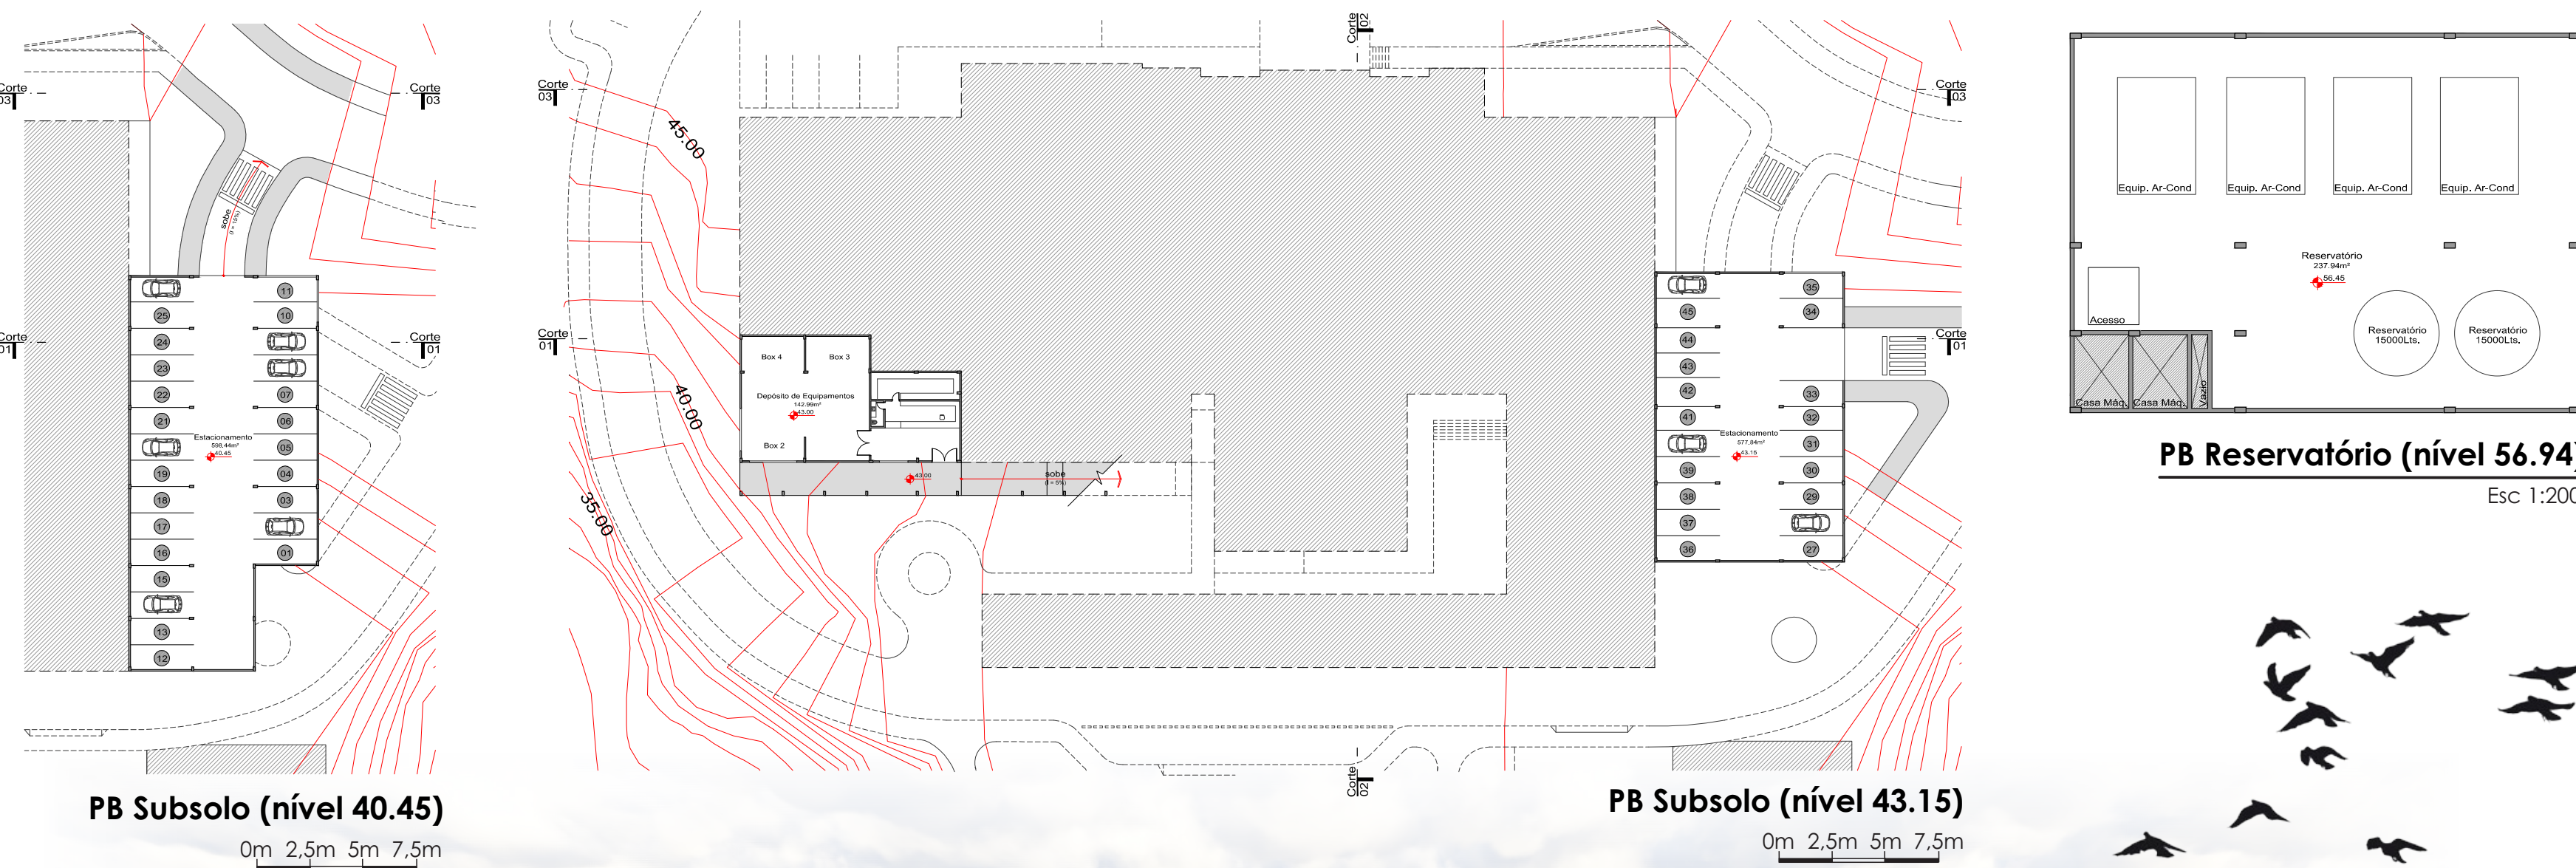 Corte
03
Corte
03
sobe
(i = 15%)
Corte
01
Corte
01
11
25
10
24
23
22
07
21
06
05
Estacionamento
598,44m²
40.45
19
04
18
03
17
16
01
15
13
12
PB Subsolo (nível 40.45)
0m 2,5m 5m 7,5m
Corte
02
Corte
03
Corte
03
45.00
40.00
35.00
Corte
01
Corte
01
Box 4
Box 3
Depósito de Equipamentos
142.99m²
43.00
Box 2
43.00
sobe
(i = 5%)
35
45
34
44
43
42
33
41
32
31
Estacionamento
577,84m²
43.15
39
30
38
29
37
36
27
Corte
02
PB Subsolo (nível 43.15)
0m 2,5m 5m 7,5m
Equip. Ar-Cond
Equip. Ar-Cond
Equip. Ar-Cond
Equip. Ar-Cond
Reservatório
237.94m²
56.45
Acesso
Reservatório
15000Lts.
Reservatório
15000Lts.
Casa Máq.
Casa Máq.
Vazio
PB Reservatório (nível 56.94)
Esc 1:200